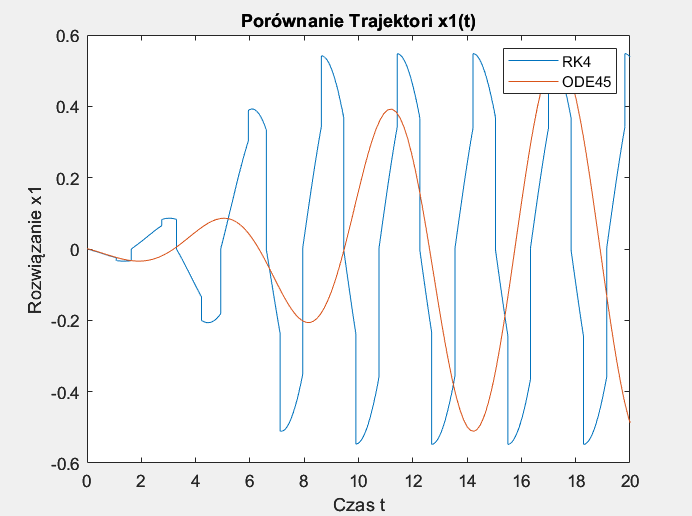 Porównanie Trajektori x1(t)
RK4
ODE45
Rozwiązanie x1
0.6
0.4
0.2
0
-0.2
-0.4
-0.6
0 2 4 6 8 10 12 14 16 18 20
Czas t